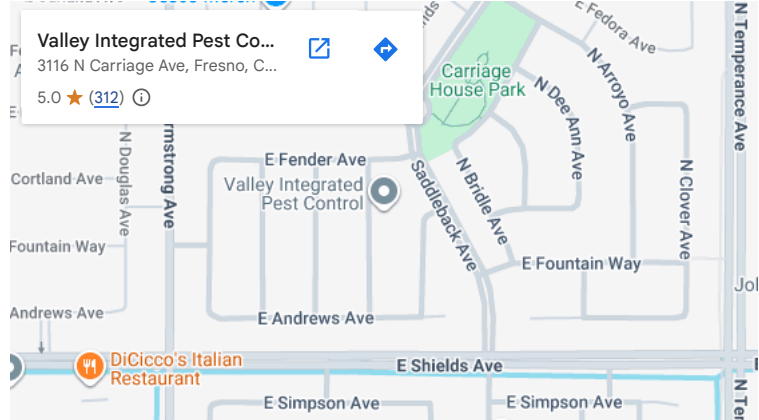 Valley Integrated Pest Co...
3116 N Carriage Ave, Fresno, C...
5.0 (312)
E Fedora Ave
N Temperance Ave
Carriage
House Park
N Arroyo Ave
N Dee Ann Ave
Armstrong Ave
N Douglas Ave
E Fender Ave
Cortland Ave
Valley Integrated
Pest Control
Saddleback Ave
N Bridle Ave
N Clover Ave
Fountain Way
E Fountain Way
Andrews Ave
E Andrews Ave
DiCicco's Italian
Restaurant
E Shields Ave
E Simpson Ave
E Simpson Ave